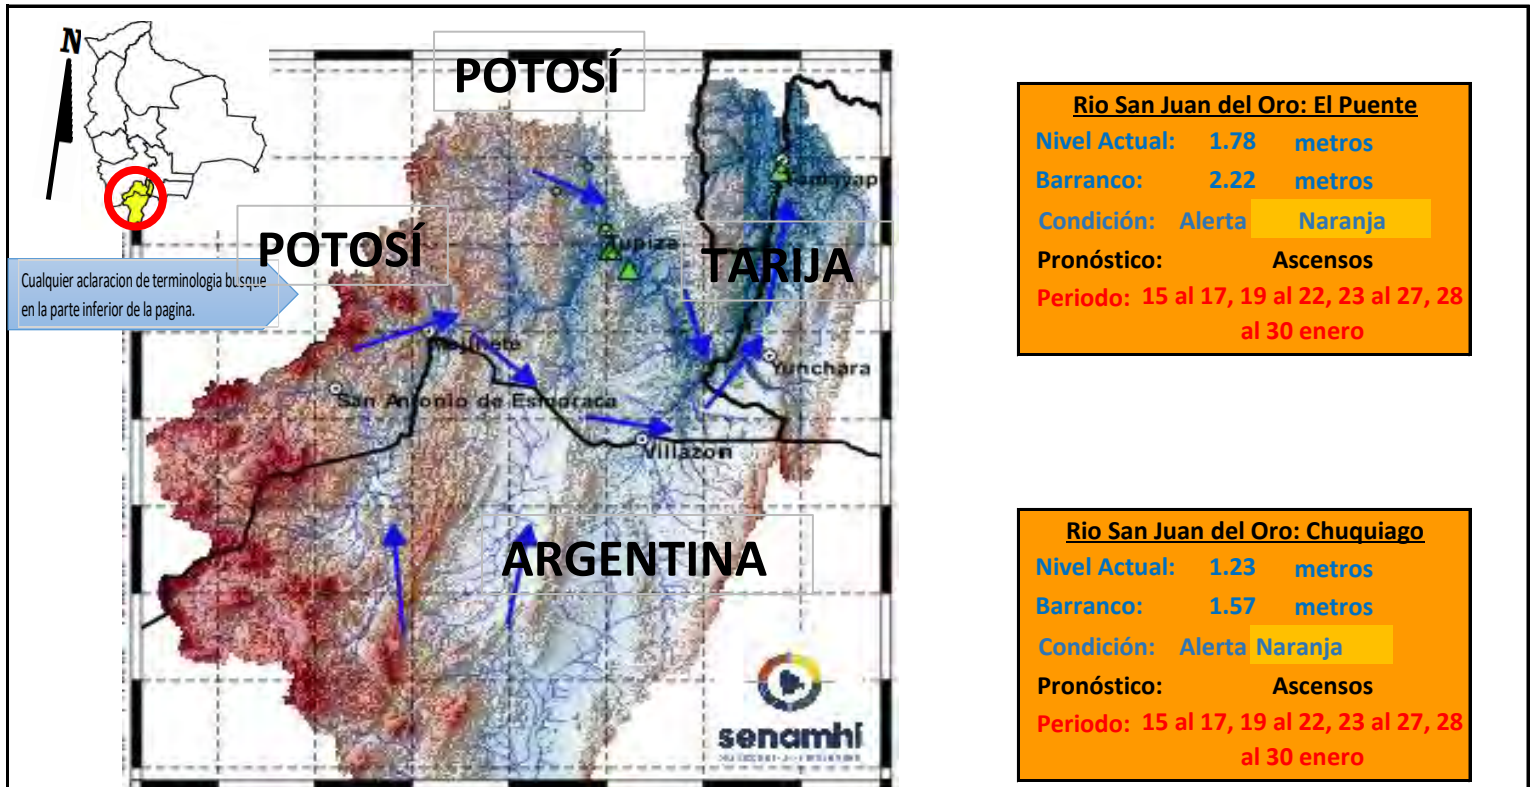 N
POTOSÍ
POTOSÍ
TARIJA
Tupiza
Cualquier aclaracion de terminologia busque
en la parte inferior de la pagina.
Mojinete
Yunchara
San Antonio de Esmoraca
Villazon
ARGENTINA
senamhi
Rio San Juan del Oro: El Puente
Nivel Actual: 1.78 metros
Barranco: 2.22 metros
Condición: Alerta Naranja
Pronóstico: Ascensos
Periodo: 15 al 17, 19 al 22, 23 al 27, 28
al 30 enero
Rio San Juan del Oro: Chuquiago
Nivel Actual: 1.23 metros
Barranco: 1.57 metros
Condición: Alerta Naranja
Pronóstico: Ascensos
Periodo: 15 al 17, 19 al 22, 23 al 27, 28
al 30 enero